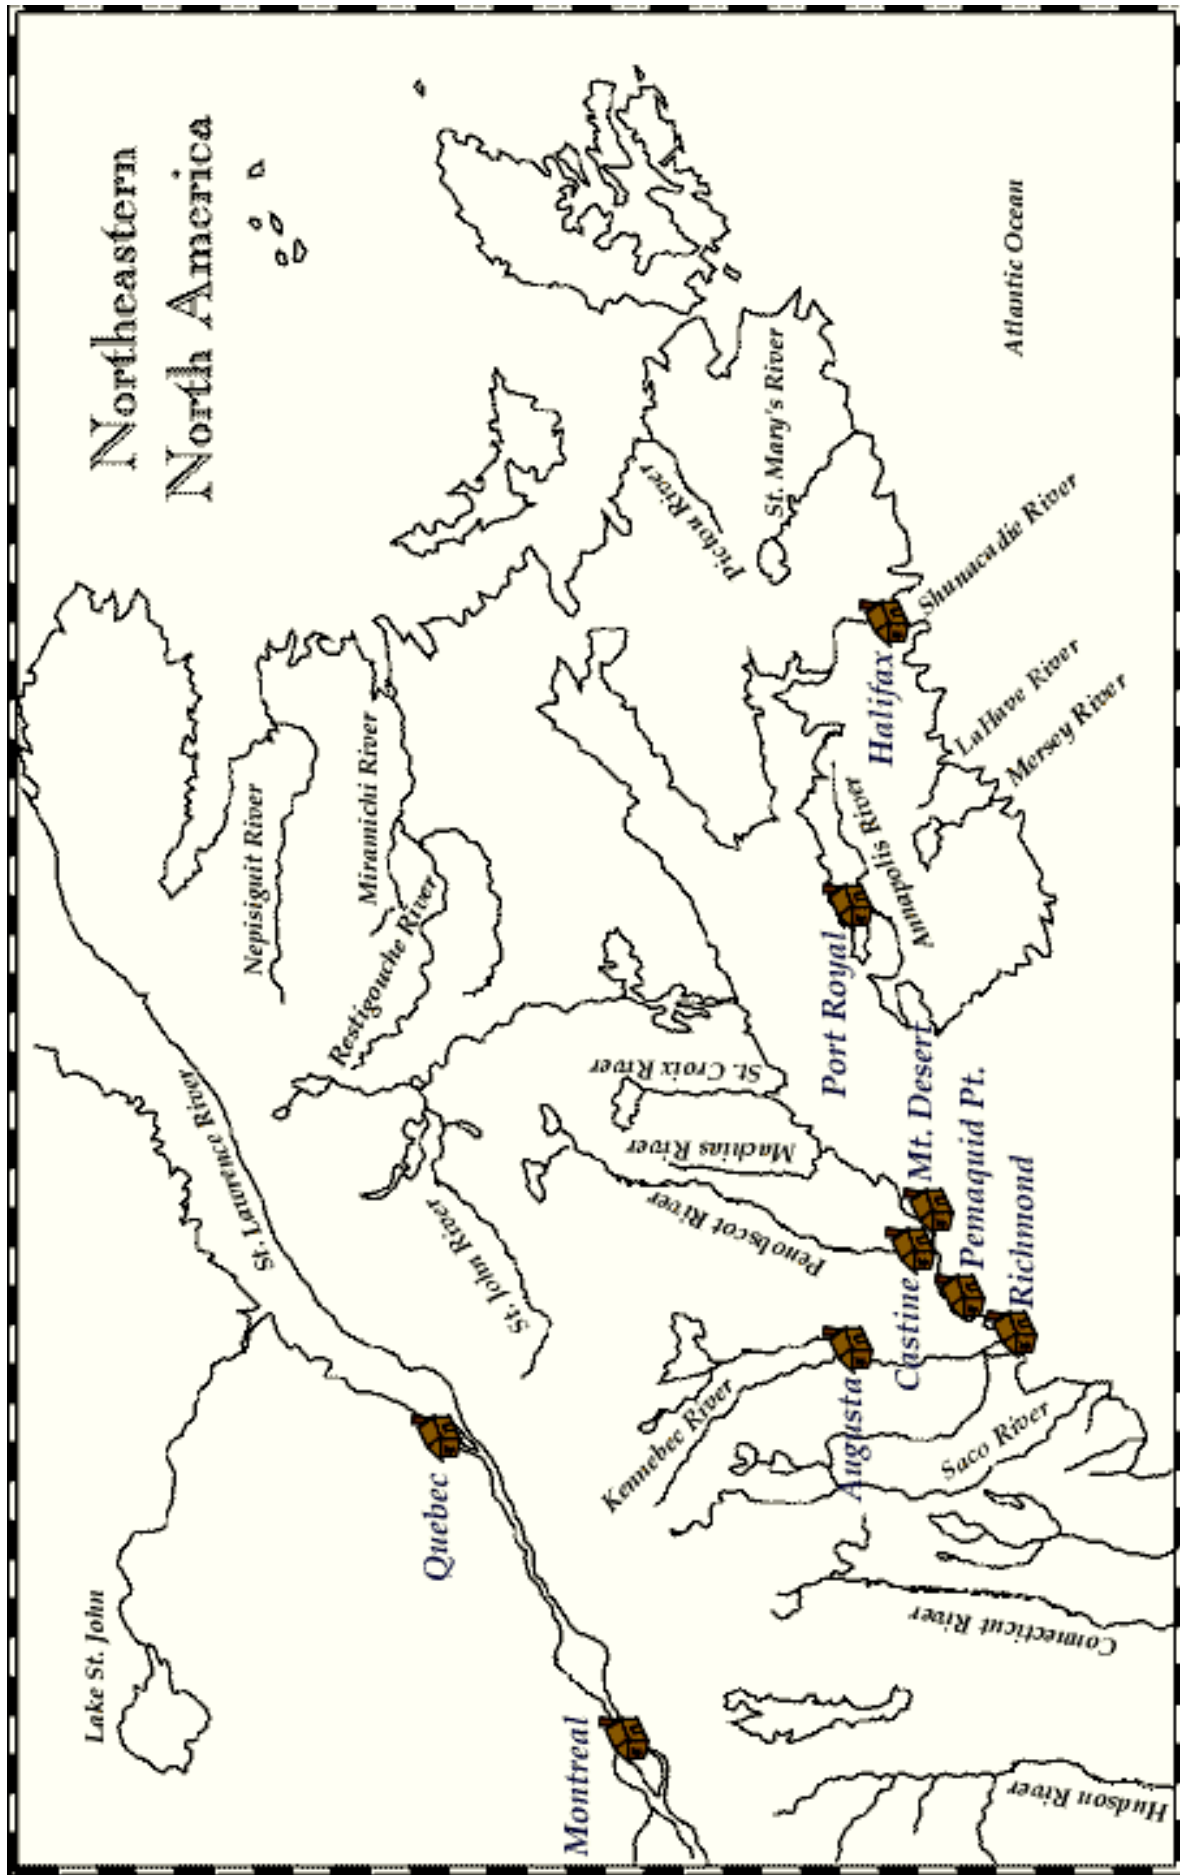 Northeastern
North America
Lake St. John
St. Lawrence River
Nepisiguit River
Miramichi River
Restigouche River
Quebec
St. John River
Montreal
Pictou River
St. Mary's River
Atlantic Ocean
St. Croix River
Machias River
Penobscot River
Kennebec River
Augusta
Castine
Mt. Desert
Pemaquid Pt.
Richmond
Port Royal
Annapolis River
Halifax
Shunacadie River
LaHave River
Mersey River
Saco River
Connecticut River
Hudson River